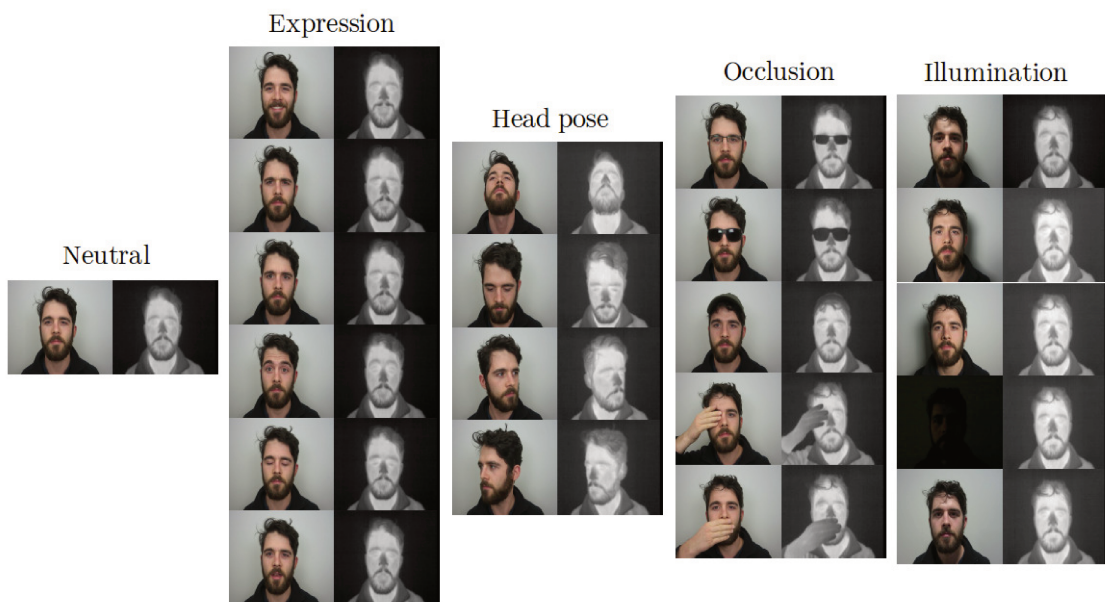 Neutral
Expression
Head pose
Occlusion
Illumination